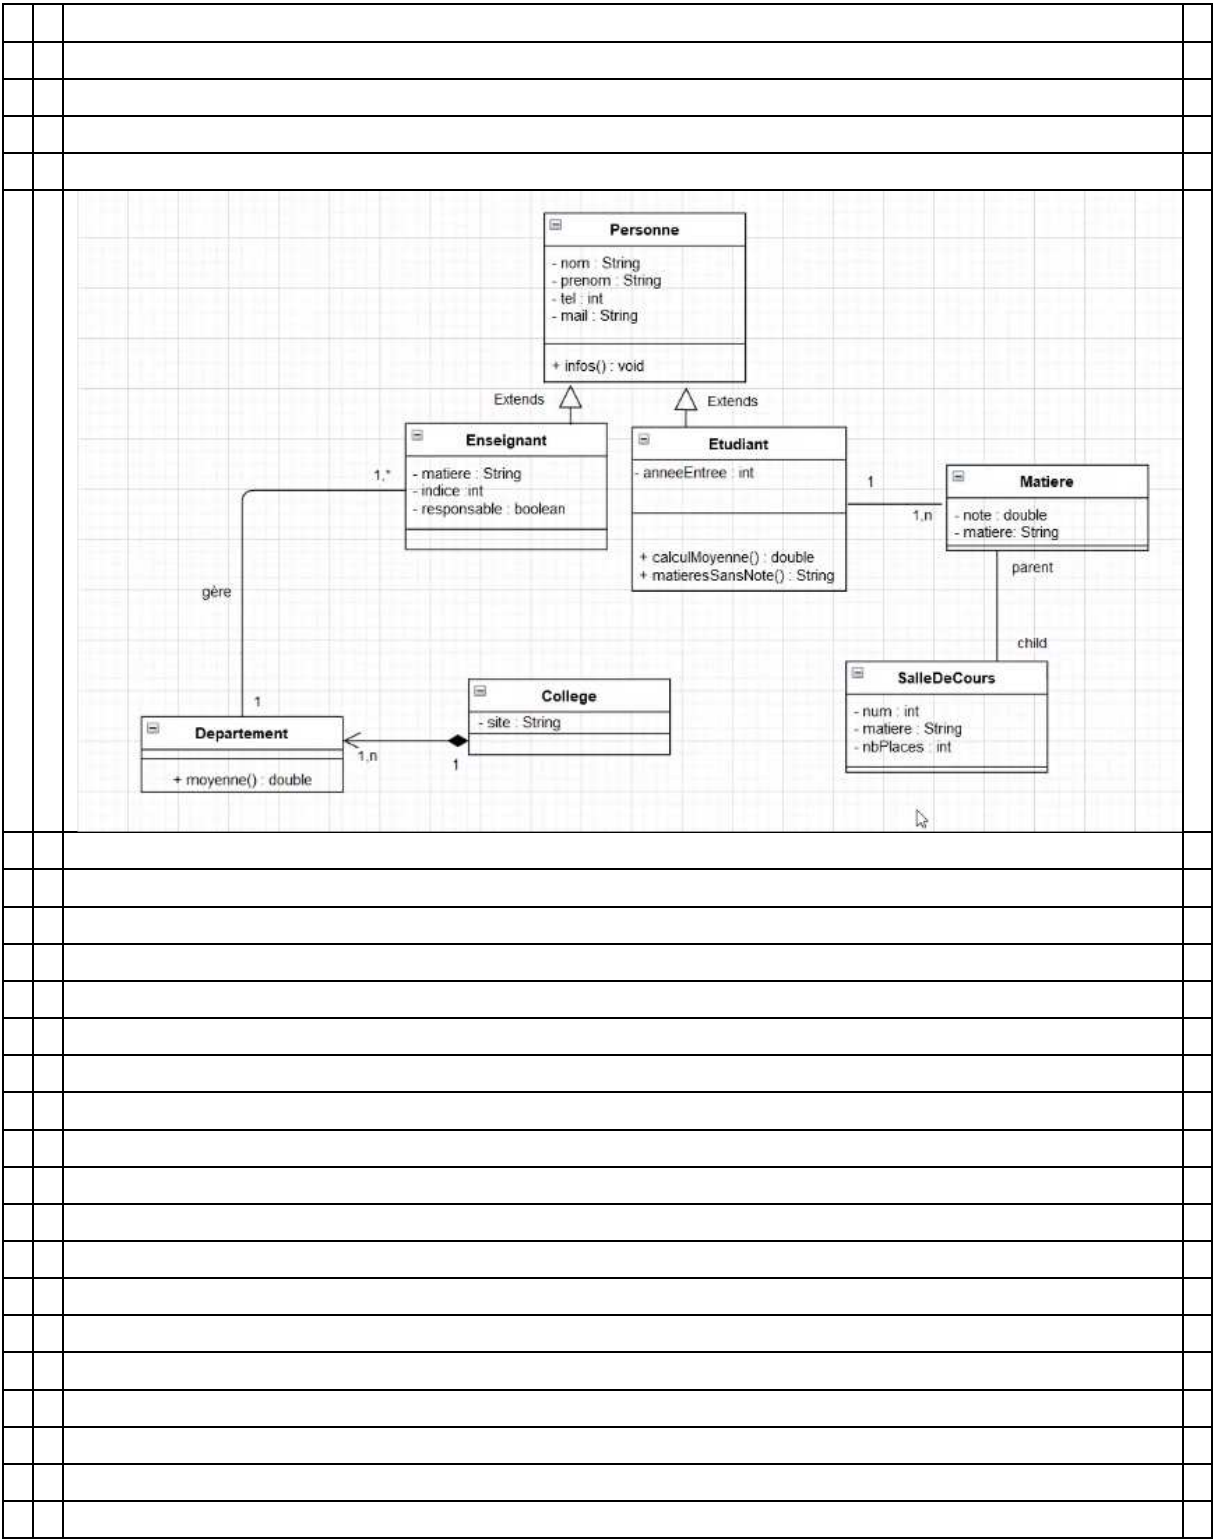 Personne
- nom : String
- prenom : String
- tel : int
- mail : String
+ infos() : void
Extends
Extends
Enseignant
- matiere : String
- indice :int
- responsable : boolean
1,*
Etudiant
- anneeEntree : int
+ calculMoyenne() : double
+ matieresSansNote() : String
1
1,n
Matiere
- note : double
- matiere: String
parent
child
gère
1
SalleDeCours
- num : int
- matiere : String
- nbPlaces : int
College
- site : String
Departement
+ moyenne() : double
1,n
1